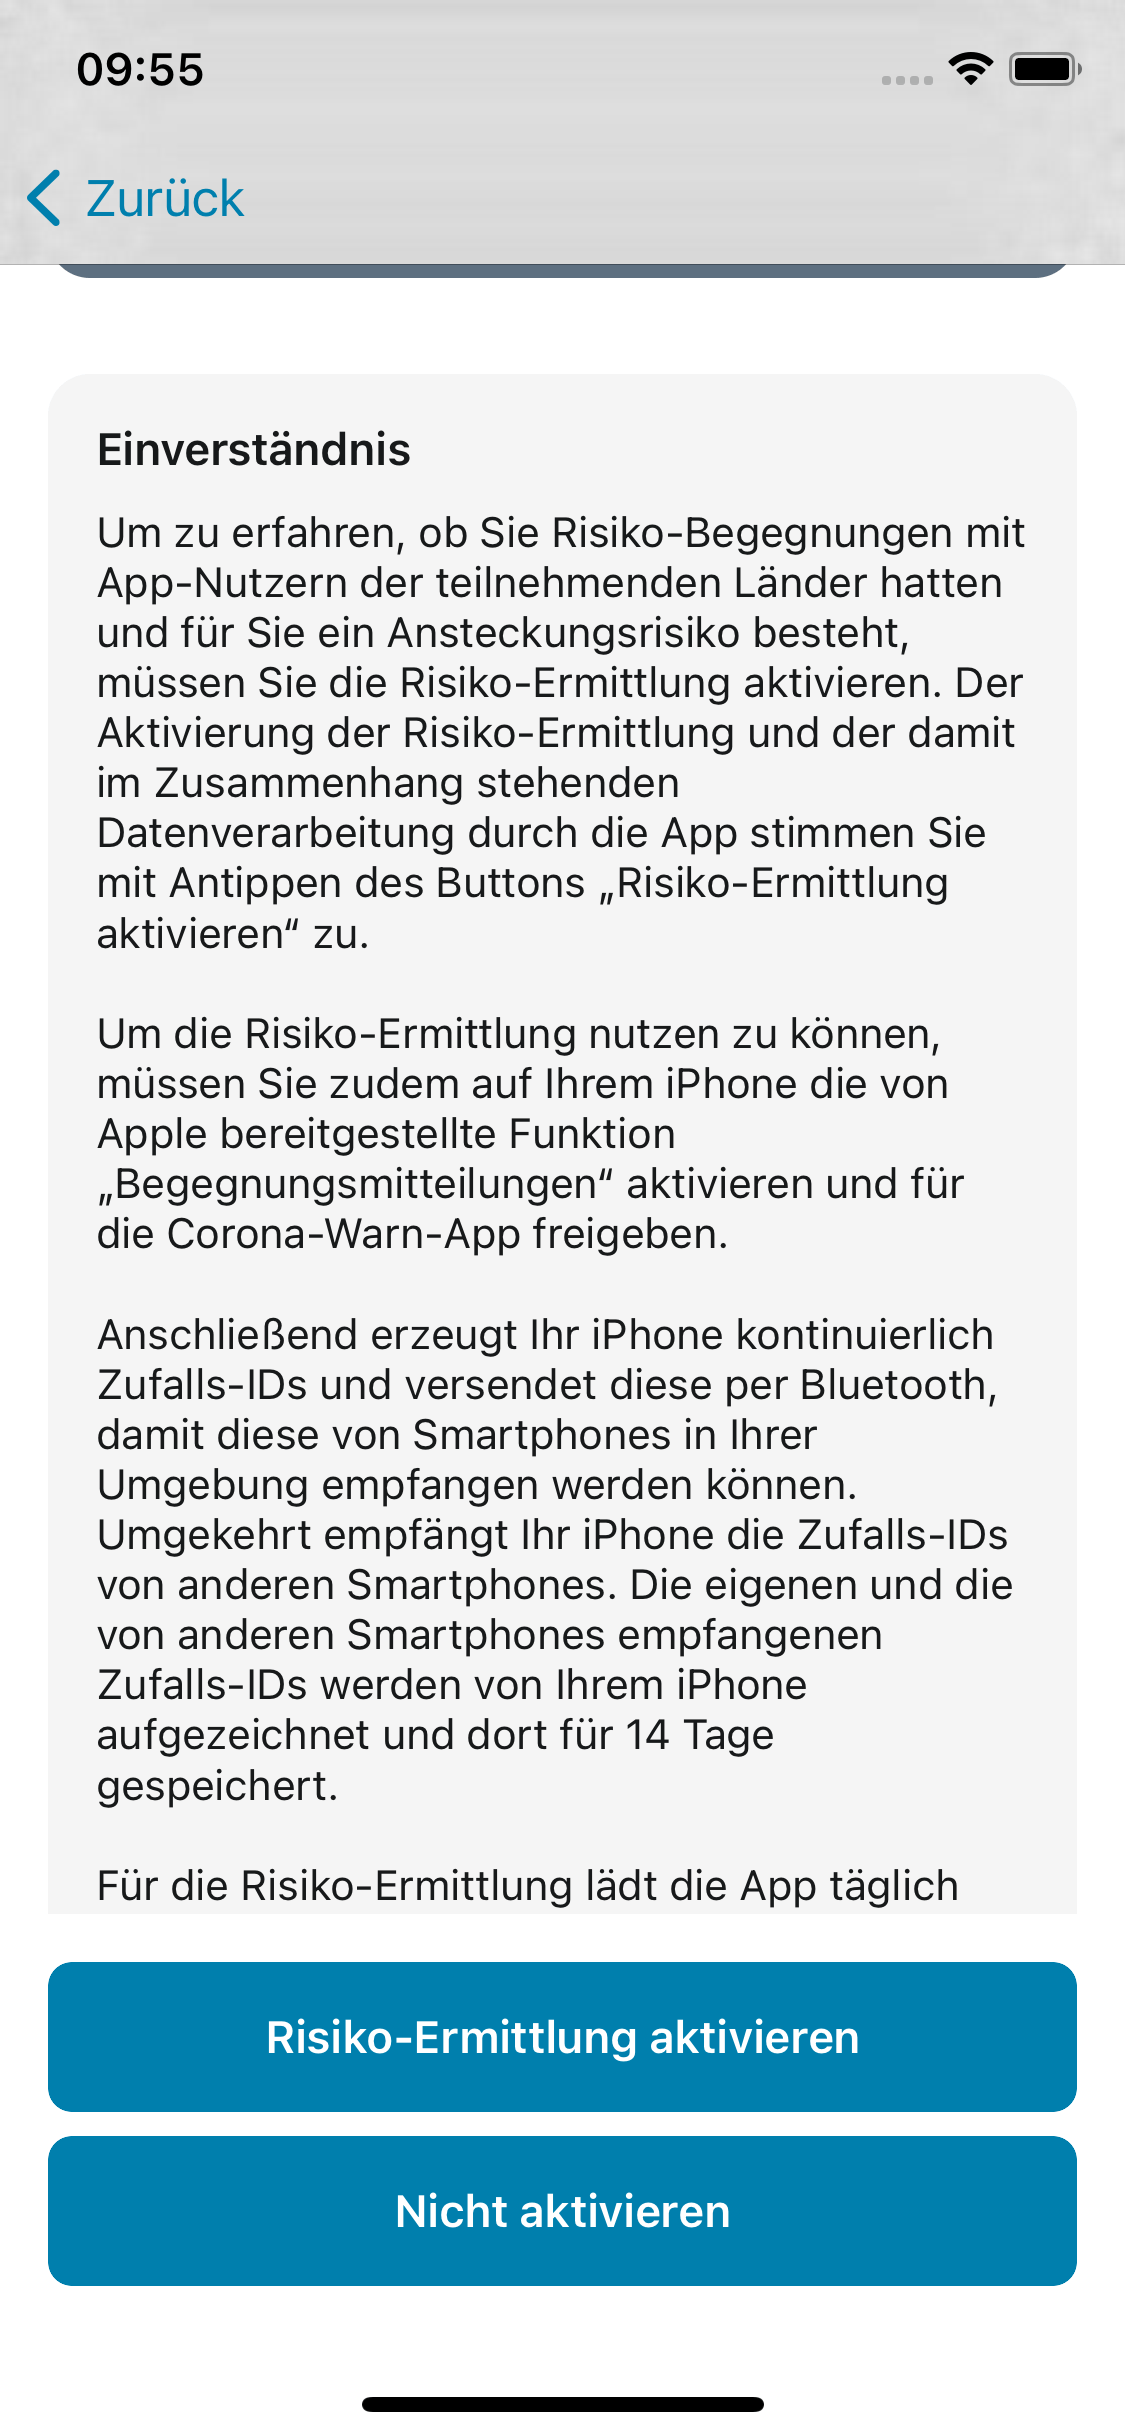 09:55
Zurück
Einverständnis
Um zu erfahren, ob Sie Risiko-Begegnungen mit
App-Nutzern der teilnehmenden Länder hatten
und für Sie ein Ansteckungsrisiko besteht,
müssen Sie die Risiko-Ermittlung aktivieren. Der
Aktivierung der Risiko-Ermittlung und der damit
im Zusammenhang stehenden
Datenverarbeitung durch die App stimmen Sie
mit Antippen des Buttons „Risiko-Ermittlung
aktivieren“ zu.
Um die Risiko-Ermittlung nutzen zu können,
müssen Sie zudem auf Ihrem iPhone die von
Apple bereitgestellte Funktion
„Begegnungsmitteilungen“ aktivieren und für
die Corona-Warn-App freigeben.
Anschließend erzeugt Ihr iPhone kontinuierlich
Zufalls-IDs und versendet diese per Bluetooth,
damit diese von Smartphones in Ihrer
Umgebung empfangen werden können.
Umgekehrt empfängt Ihr iPhone die Zufalls-IDs
von anderen Smartphones. Die eigenen und die
von anderen Smartphones empfangenen
Zufalls-IDs werden von Ihrem iPhone
aufgezeichnet und dort für 14 Tage
gespeichert.
Für die Risiko-Ermittlung lädt die App täglich
Risiko-Ermittlung aktivieren
Nicht aktivieren